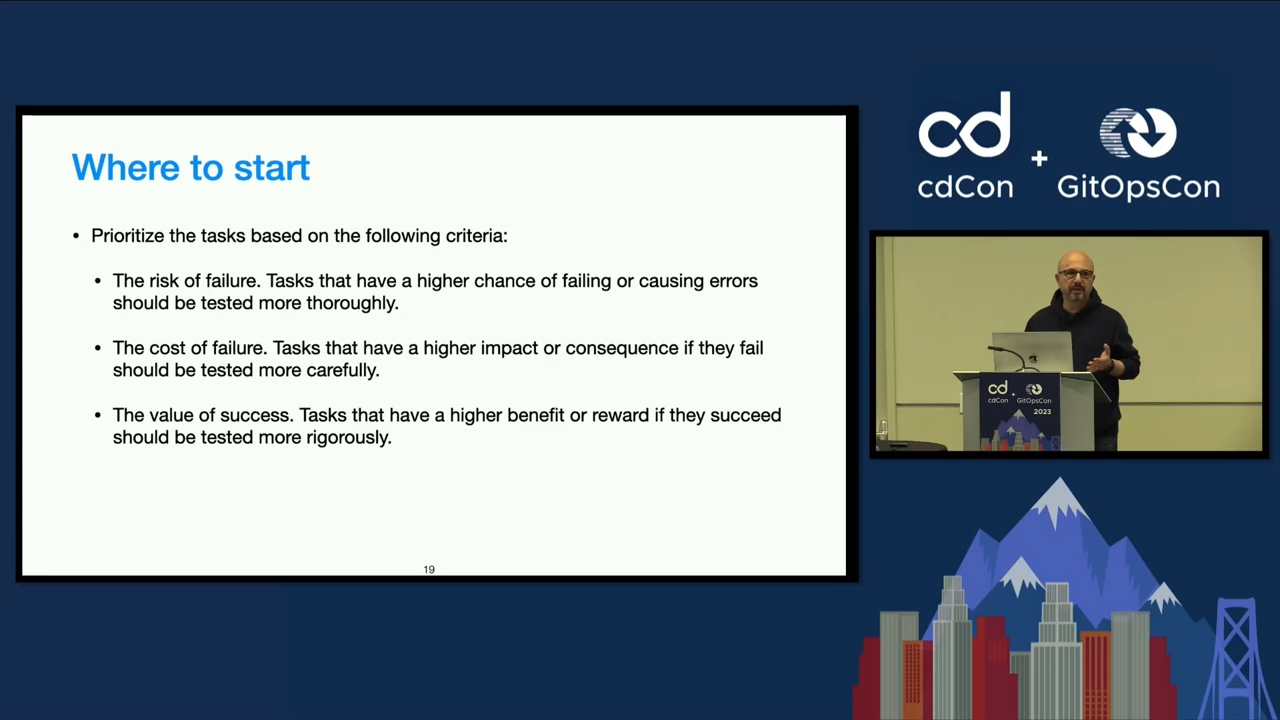 Where to start
• Prioritize the tasks based on the following criteria:
• The risk of failure. Tasks that have a higher chance of failing or causing errors
should be tested more thoroughly.
• The cost of failure. Tasks that have a higher impact or consequence if they fail
should be tested more carefully.
• The value of success. Tasks that have a higher benefit or reward if they succeed
should be tested more rigorously.
19
cd
cdCon
+
GitOpsCon
cd
cdCon
+
GitOpsCon
2023